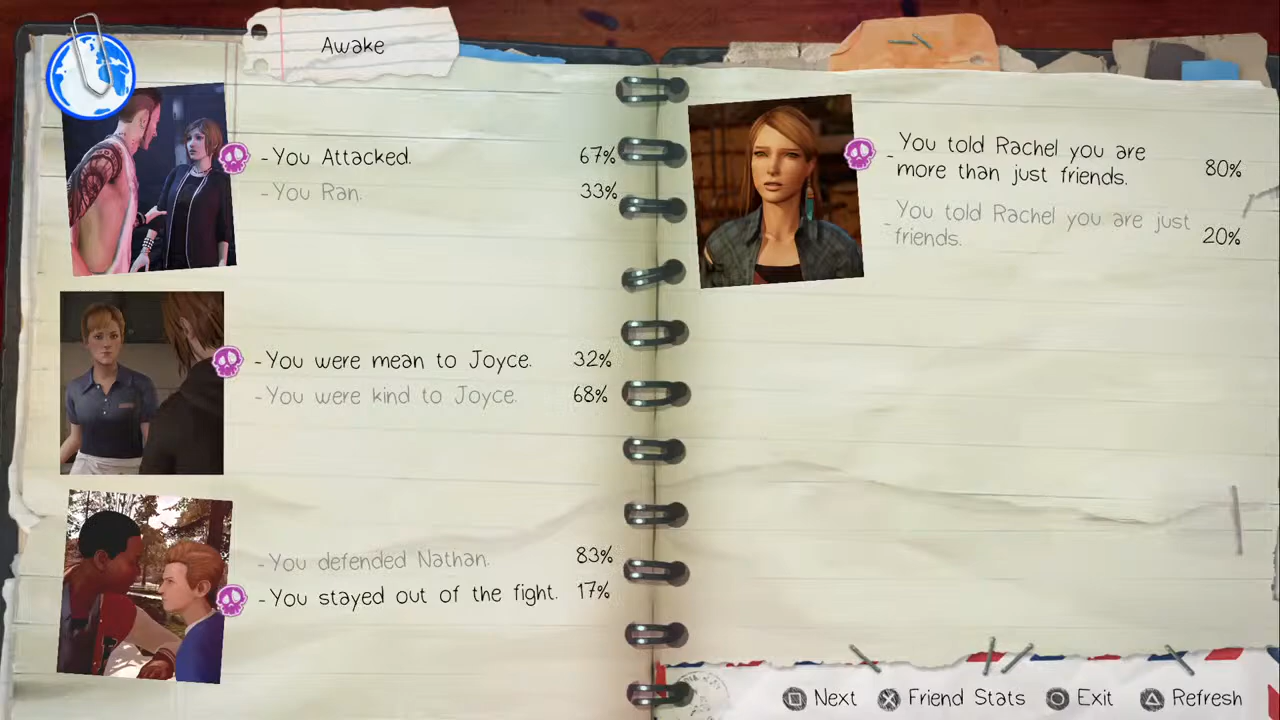 Awake
- You Attacked. 67%
- You Ran. 33%
- You were mean to Joyce. 32%
- You were kind to Joyce. 68%
- You defended Nathan. 83%
- You stayed out of the fight. 17%
You told Rachel you are
- more than just friends. 80%
You told Rachel you are just
- friends. 20%
Next Friend Stats Exit Refresh